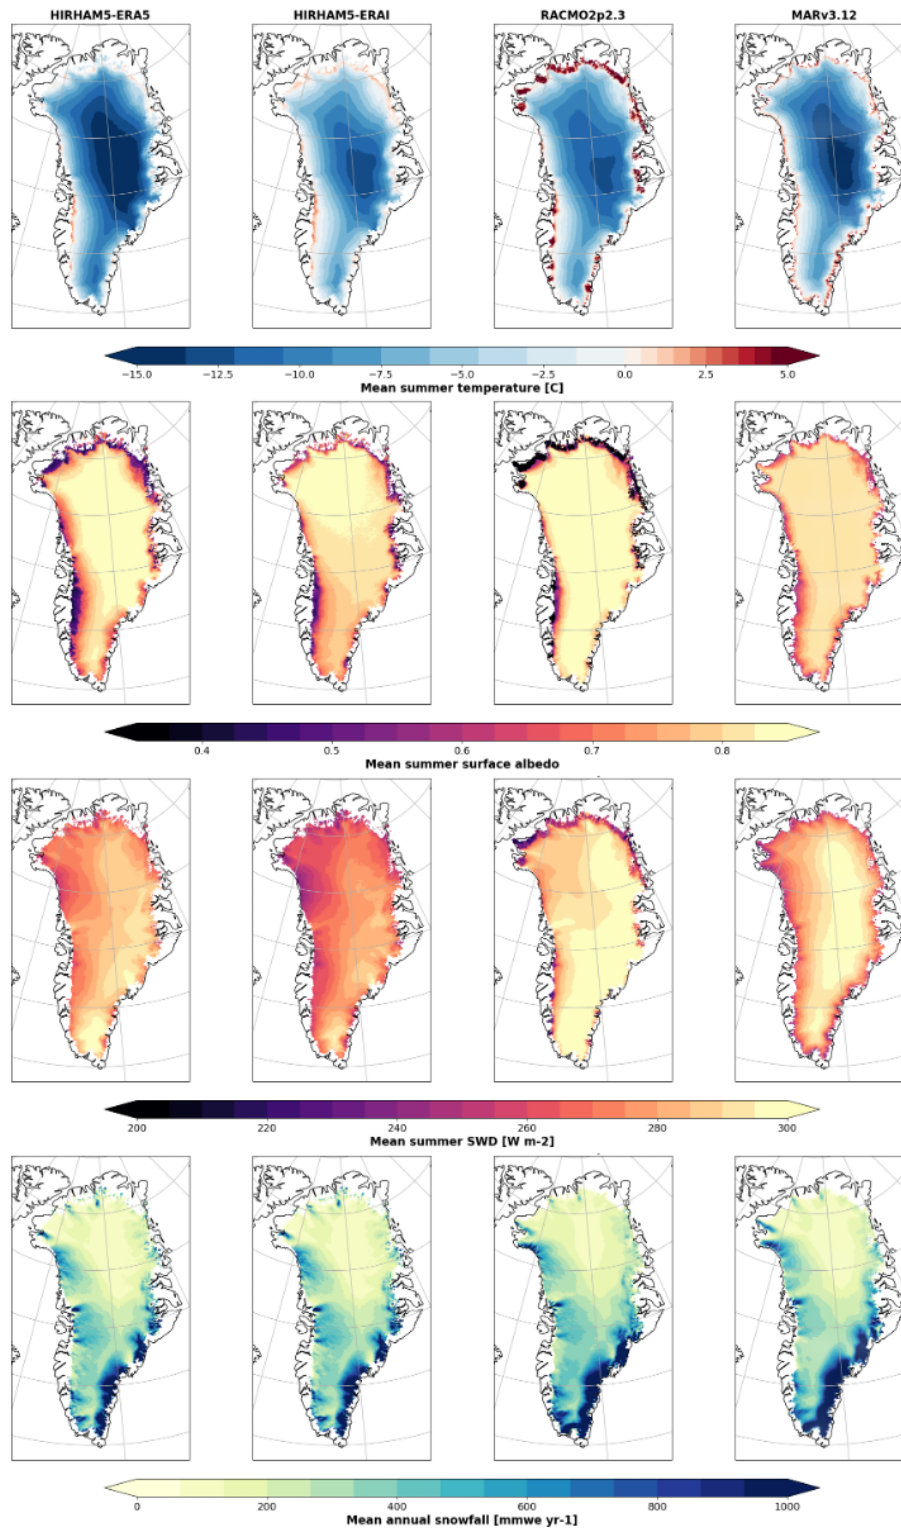 HIRHAM5-ERA5 HIRHAM5-ERAI RACMO2p2.3 MARv3.12
−15.0 −12.5 −10.0 −7.5 −5.0 −2.5 0.0 2.5 5.0
Mean summer temperature [C]
0.4 0.5 0.6 0.7 0.8
Mean summer surface albedo
200 220 240 260 280 300
Mean summer SWD [W m-2]
0 200 400 600 800 1000
Mean annual snowfall [mmwe yr-1]